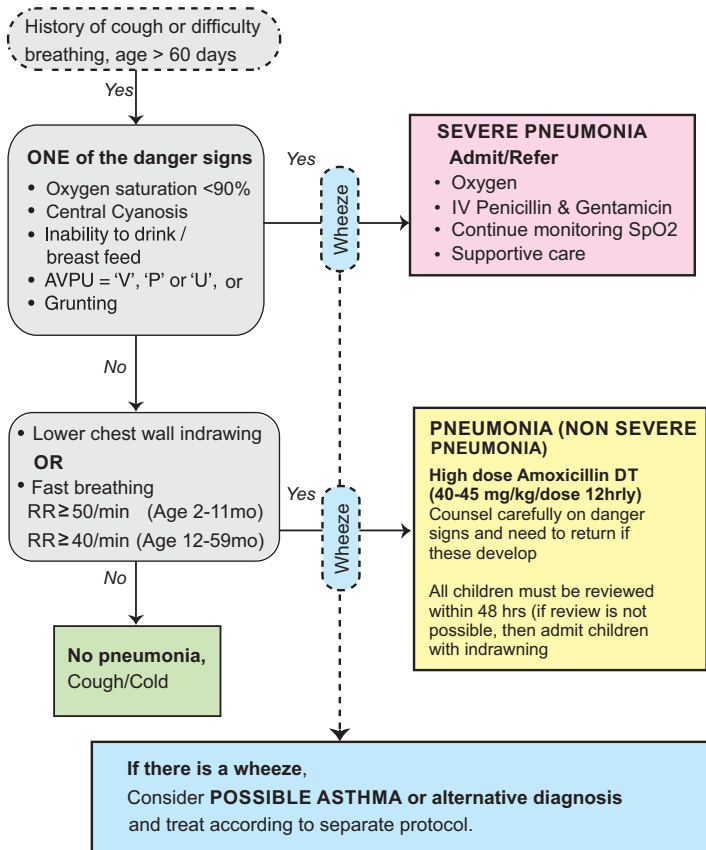 History of cough or difficulty
breathing, age > 60 days
Yes
ONE of the danger signs
• Oxygen saturation <90%
• Central Cyanosis
• Inability to drink /
breast feed
• AVPU = ‘V’, ‘P’ or ‘U’, or
• Grunting
Yes
Wheeze
SEVERE PNEUMONIA
Admit/Refer
• Oxygen
• IV Penicillin & Gentamicin
• Continue monitoring SpO2
• Supportive care
No
• Lower chest wall indrawing
OR
• Fast breathing
RR≥50/min (Age 2-11mo)
RR≥40/min (Age 12-59mo)
Yes
Wheeze
PNEUMONIA (NON SEVERE
PNEUMONIA)
High dose Amoxicillin DT
(40-45 mg/kg/dose 12hrly)
Counsel carefully on danger
signs and need to return if
these develop
All children must be reviewed
within 48 hrs (if review is not
possible, then admit children
with indrawning
No
No pneumonia,
Cough/Cold
If there is a wheeze,
Consider POSSIBLE ASTHMA or alternative diagnosis
and treat according to separate protocol.